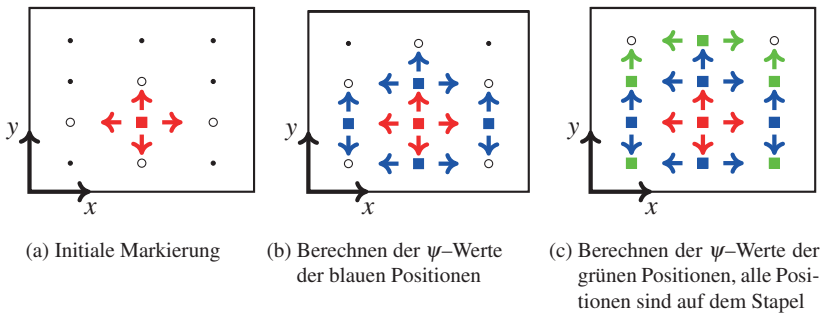 y
x
y
x
y
x
(a) Initiale Markierung
(b) Berechnen der ψ–Werte
der blauen Positionen
(c) Berechnen der ψ–Werte der
grünen Positionen, alle Posi-
tionen sind auf dem Stapel